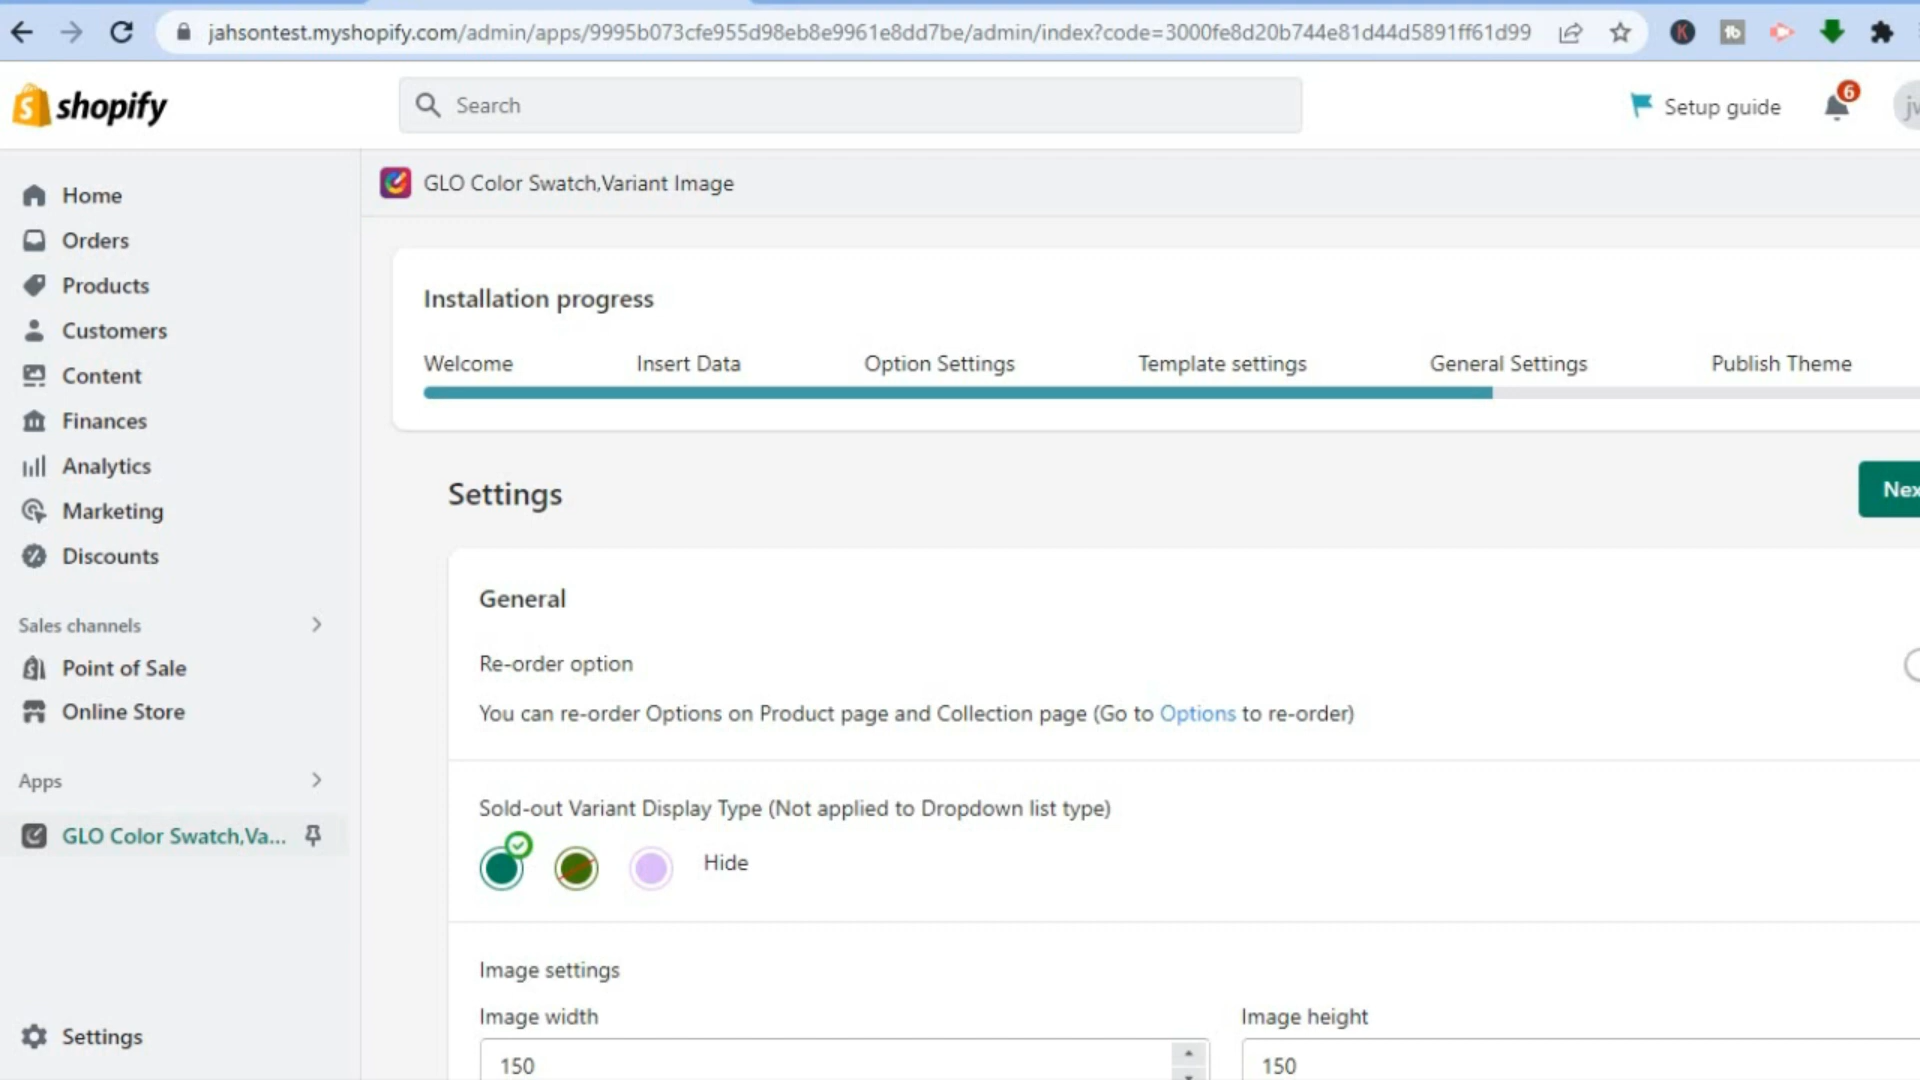 jahsontest.myshopify.com/admin/apps/9995b073cfe955d98eb8e9961e8dd7be/admin/index?code=3000fe8d20b744e81d44d5891ff61d99
shopify
Search
Setup guide
6
Home
Orders
Products
Customers
Content
Finances
Analytics
Marketing
Discounts
Sales channels
Point of Sale
Online Store
Apps
GLO Color Swatch,Va...
Settings
GLO Color Swatch,Variant Image
Installation progress
Welcome Insert Data Option Settings Template settings General Settings Publish Theme
Settings
General
Re-order option
You can re-order Options on Product page and Collection page (Go to Options to re-order)
Sold-out Variant Display Type (Not applied to Dropdown list type)
Hide
Image settings
Image width Image height
150 150